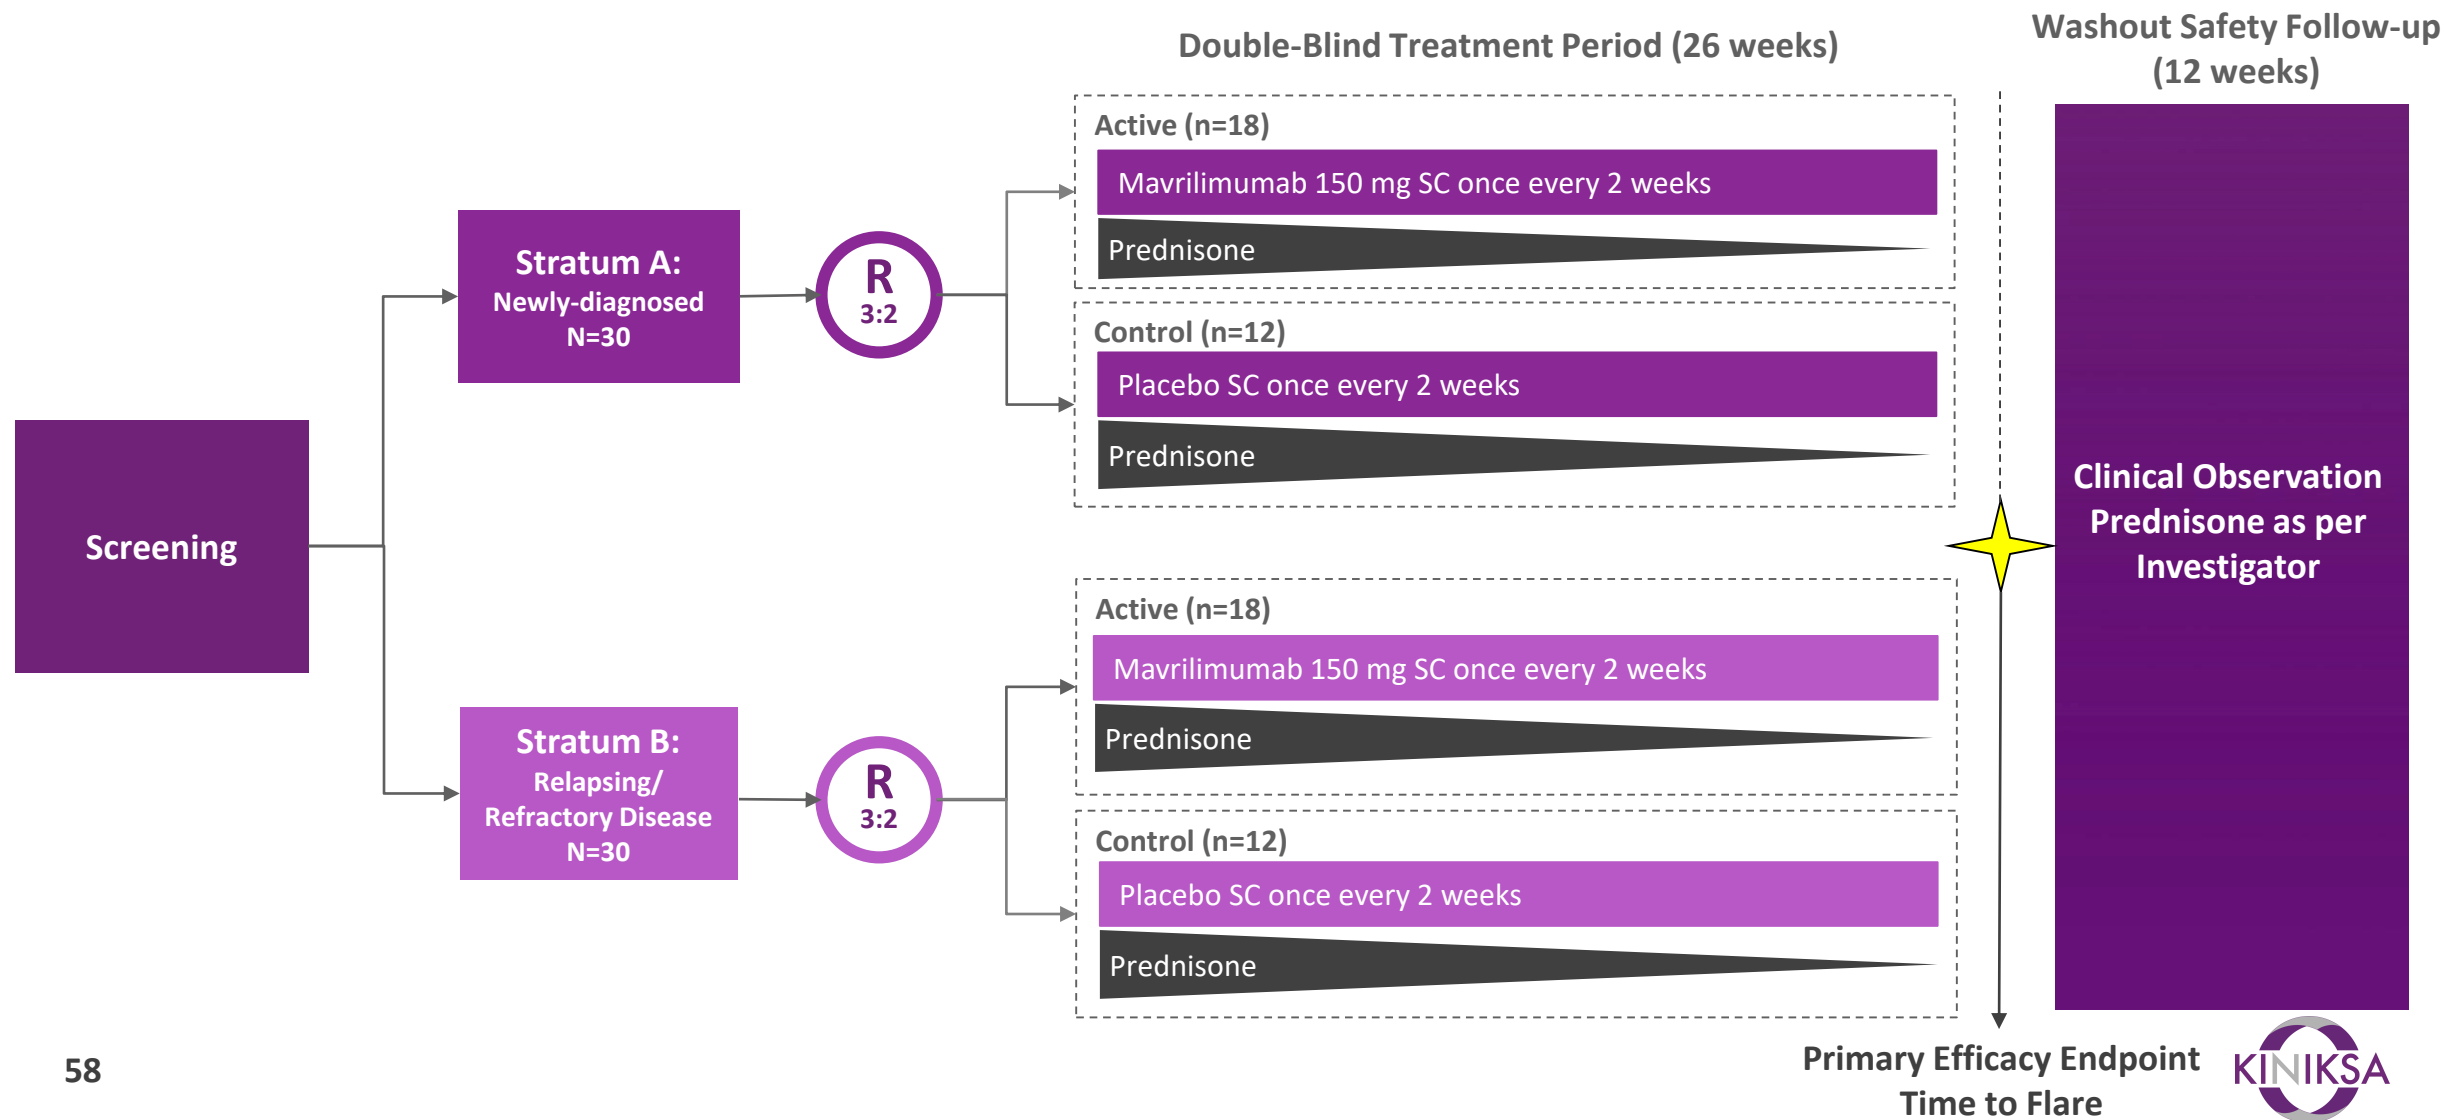 Double-Blind Treatment Period (26 weeks)
Washout Safety Follow-up
(12 weeks)
Screening
Stratum A:
Newly-diagnosed
N=30
R
3:2
Active (n=18)
Mavrilimumab 150 mg SC once every 2 weeks
Prednisone
Control (n=12)
Placebo SC once every 2 weeks
Prednisone
Stratum B:
Relapsing/
Refractory Disease
N=30
R
3:2
Active (n=18)
Mavrilimumab 150 mg SC once every 2 weeks
Prednisone
Control (n=12)
Placebo SC once every 2 weeks
Prednisone
Clinical Observation
Prednisone as per
Investigator
Primary Efficacy Endpoint
Time to Flare
58
KINIKSA